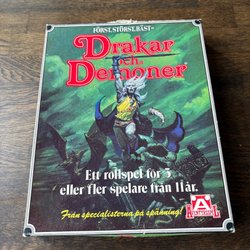 FÖRST, STÖRST, BÄST-
Drakar
och
Demoner
Ett rollspel för 3
eller fler spelare från 11 år.
Från specialisterna på spänning!